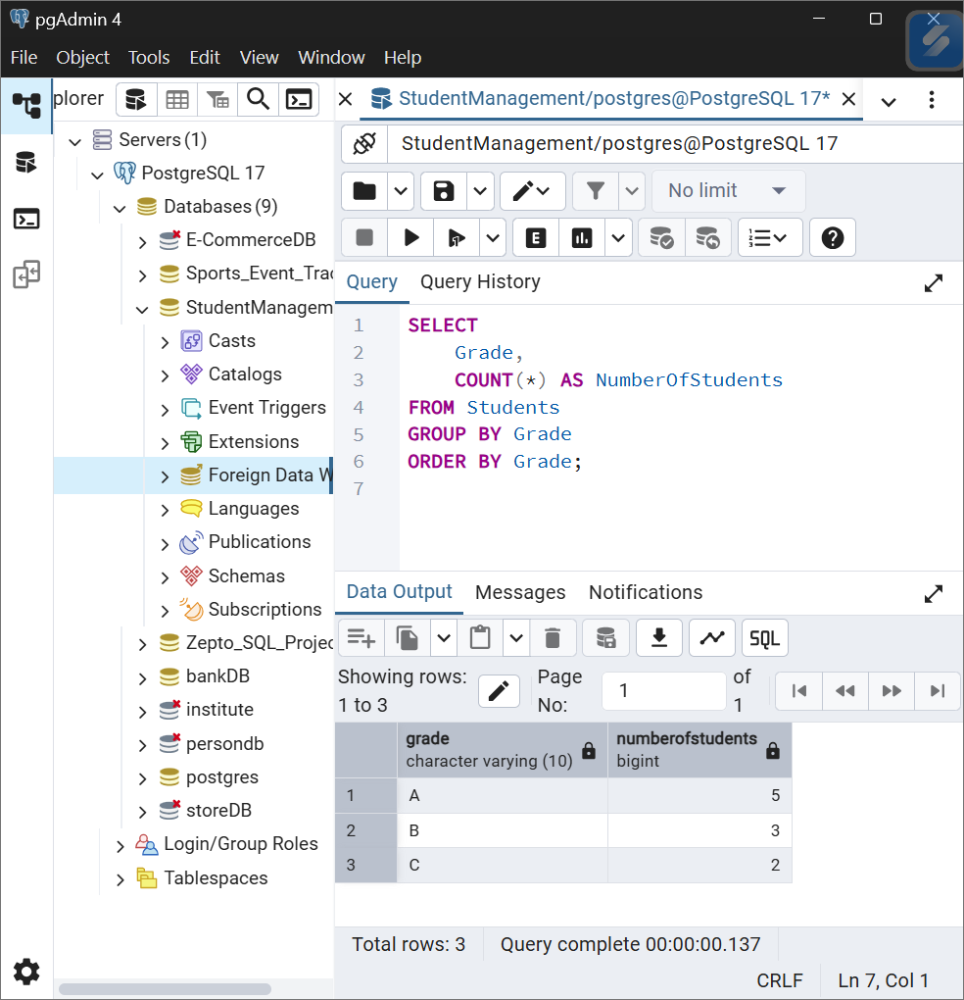 pgAdmin 4
File Object Tools Edit View Window Help
plorer
StudentManagement/postgres@PostgreSQL 17*
StudentManagement/postgres@PostgreSQL 17
No limit
Servers (1)
PostgreSQL 17
Databases (9)
E-CommerceDB
Sports_Event_Trac
StudentManagem
Casts
Catalogs
Event Triggers
Extensions
Foreign Data W
Languages
Publications
Schemas
Subscriptions
Zepto_SQL_Projec
bankDB
institute
persondb
postgres
storeDB
Login/Group Roles
Tablespaces
1
E
Query Query History
1 SELECT
2 Grade,
3 COUNT(*) AS NumberOfStudents
4 FROM Students
5 GROUP BY Grade
6 ORDER BY Grade;
7
Data Output Messages Notifications
SQL
Showing rows: 1 to 3
Page No: 1 of 1
grade numberofstudents
character varying (10) bigint
1 A 5
2 B 3
3 C 2
Total rows: 3 Query complete 00:00:00.137
CRLF Ln 7, Col 1